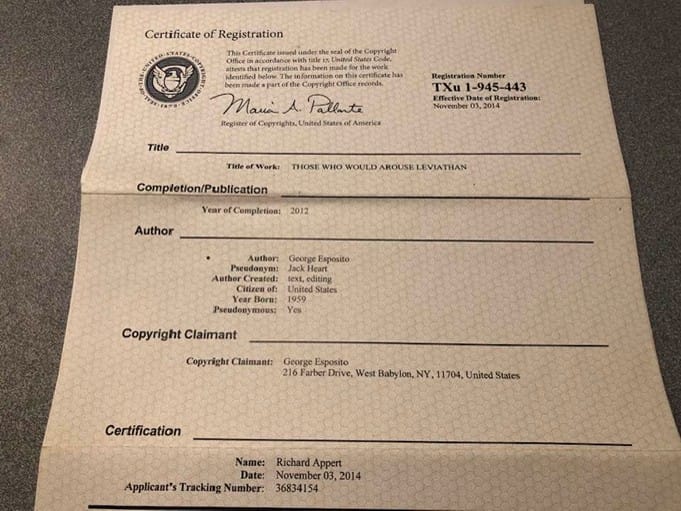 Certificate of Registration
This Certificate issued under the seal of the Copyright
Office in accordance with title 17, United States Code,
attests that registration has been made for the work
identified below. The information on this certificate has
been made a part of the Copyright Office records.
Maria A. Pallante
Register of Copyrights, United States of America
Registration Number
TXu 1-945-443
Effective Date of Registration:
November 03, 2014
Title
Title of Work: THOSE WHO WOULD AROUSE LEVIATHAN
Completion/Publication
Year of Completion: 2012
Author
• Author: George Esposito
Pseudonym: Jack Heart
Author Created: text, editing
Citizen of: United States
Year Born: 1959
Pseudonymous: Yes
Copyright Claimant
Copyright Claimant: George Esposito
216 Farber Drive, West Babylon, NY, 11704, United States
Certification
Name: Richard Appert
Date: November 03, 2014
Applicant's Tracking Number: 36834154